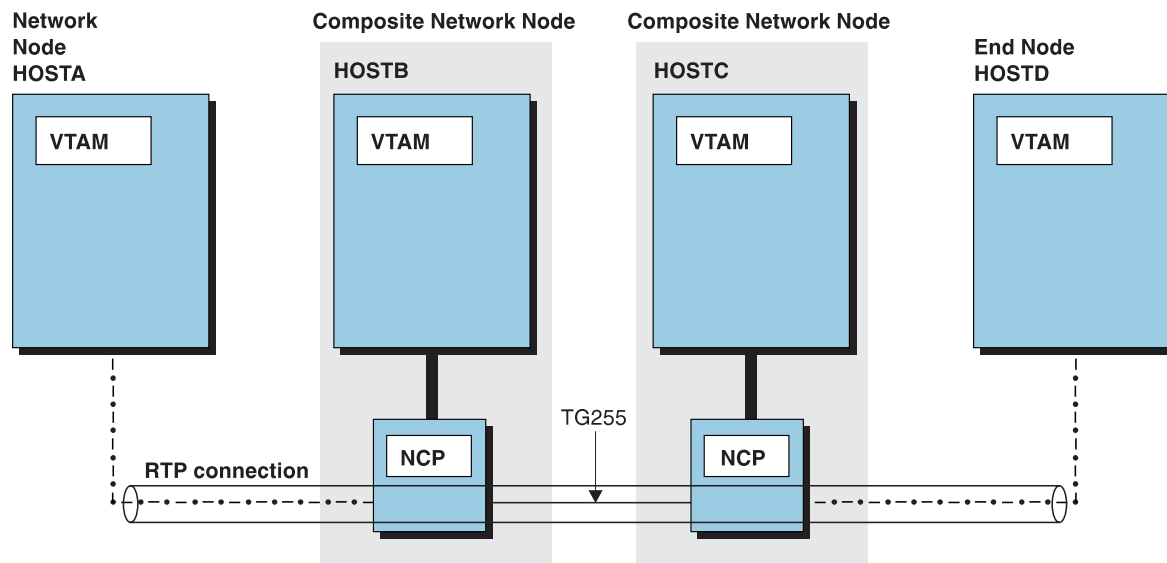 Network
Node
HOSTA
Composite Network Node
HOSTB
Composite Network Node
HOSTC
End Node
HOSTD
VTAM
VTAM
VTAM
VTAM
TG255
NCP
NCP
RTP connection